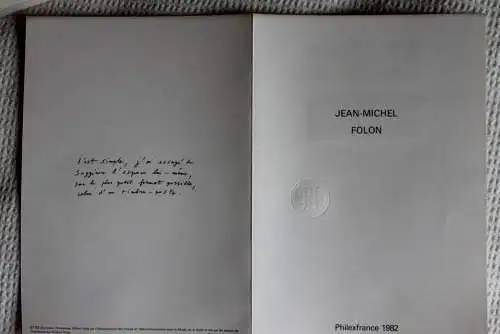 C'est simple, j'ai essayé de
suggérer l'espace lui-même,
sur le plus petit format possible,
celui d'un timbre-poste.
JEAN-MICHEL
FOLON
Philexfrance 1982